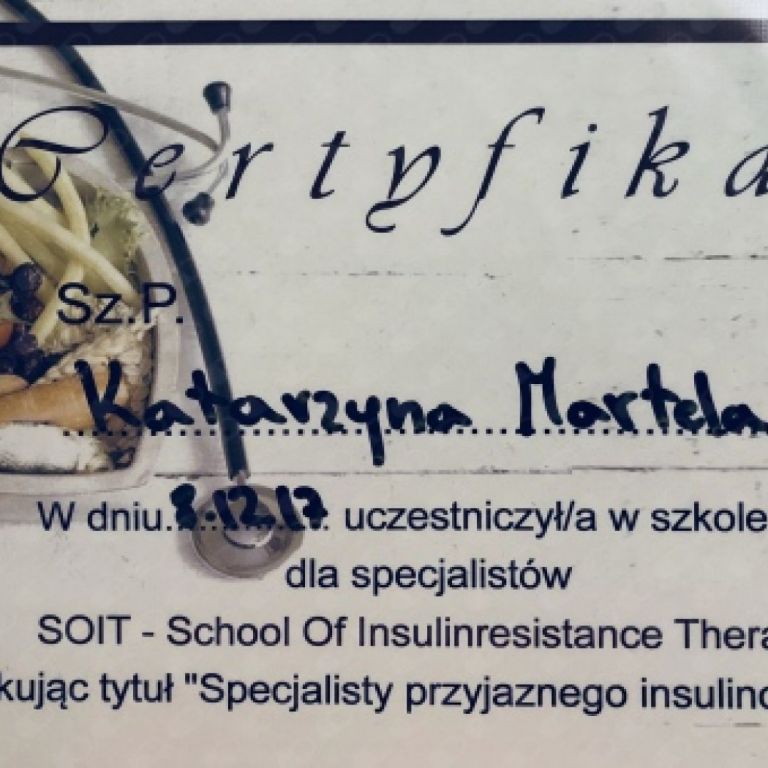 Certyfika
Sz.P.
Katarzyna Martela
W dniu 8.12.17 uczestniczył/a w szkole
dla specjalistów
SOIT - School Of Insulinresistance Thera
kując tytuł "Specjalisty przyjaznego insulino